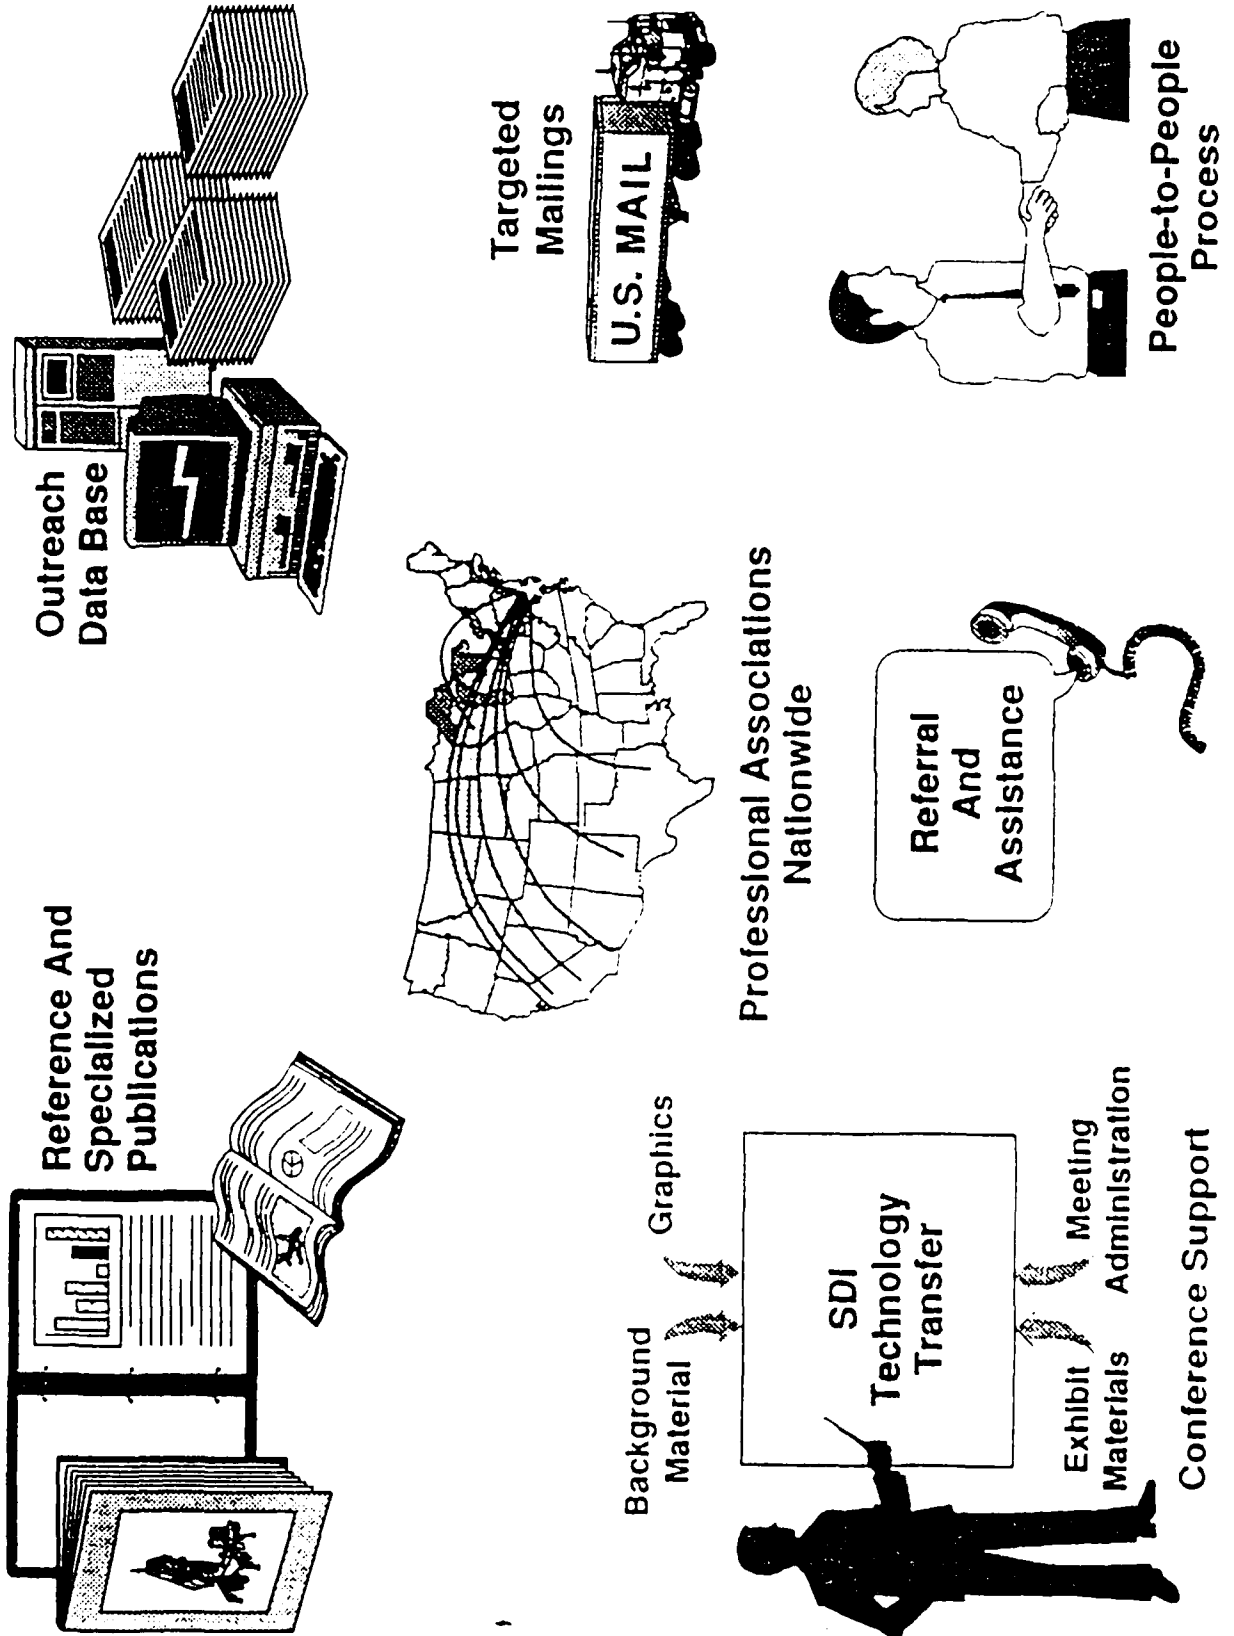 Reference And
Specialized
Publications
Outreach
Data Base
Professional Associations
Nationwide
Targeted
Mailings
U.S. MAIL
Background
Material
Graphics
SDI
Technology
Transfer
Exhibit
Materials
Meeting
Administration
Conference Support
Referral
And
Assistance
People-to-People
Process